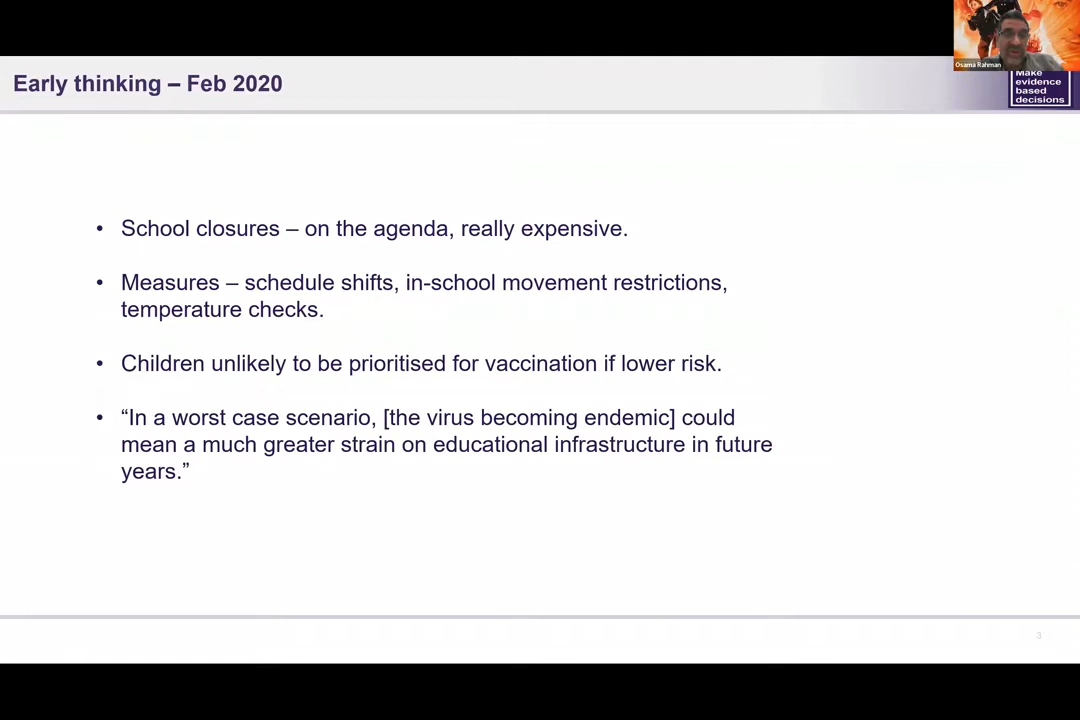 Osama Rahman
Early thinking – Feb 2020
Make
evidence
based
decisions
• School closures – on the agenda, really expensive.
• Measures – schedule shifts, in-school movement restrictions,
temperature checks.
• Children unlikely to be prioritised for vaccination if lower risk.
• “In a worst case scenario, [the virus becoming endemic] could
mean a much greater strain on educational infrastructure in future
years.”
3